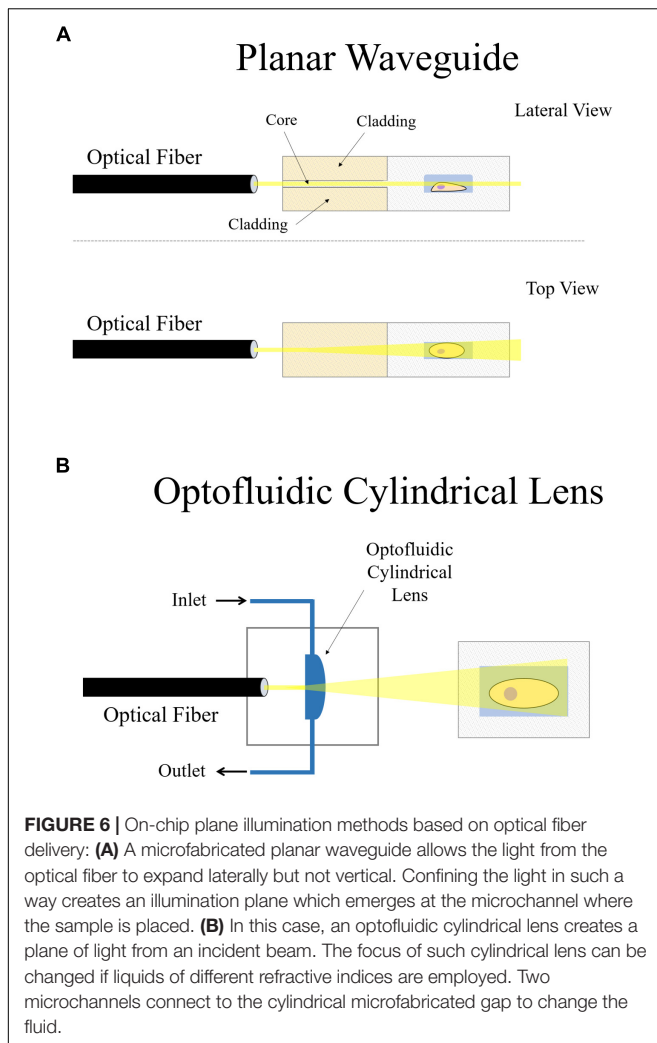 A
Planar Waveguide
Lateral View
Core
Cladding
Optical Fiber
Cladding
Top View
Optical Fiber
B
Optofluidic Cylindrical Lens
Optofluidic
Cylindrical
Lens
Inlet
Optical Fiber
Outlet
FIGURE 6 | On-chip plane illumination methods based on optical fiber
delivery: (A) A microfabricated planar waveguide allows the light from the
optical fiber to expand laterally but not vertical. Confining the light in such a
way creates an illumination plane which emerges at the microchannel where
the sample is placed. (B) In this case, an optofluidic cylindrical lens creates a
plane of light from an incident beam. The focus of such cylindrical lens can be
changed if liquids of different refractive indices are employed. Two
microchannels connect to the cylindrical microfabricated gap to change the
fluid.